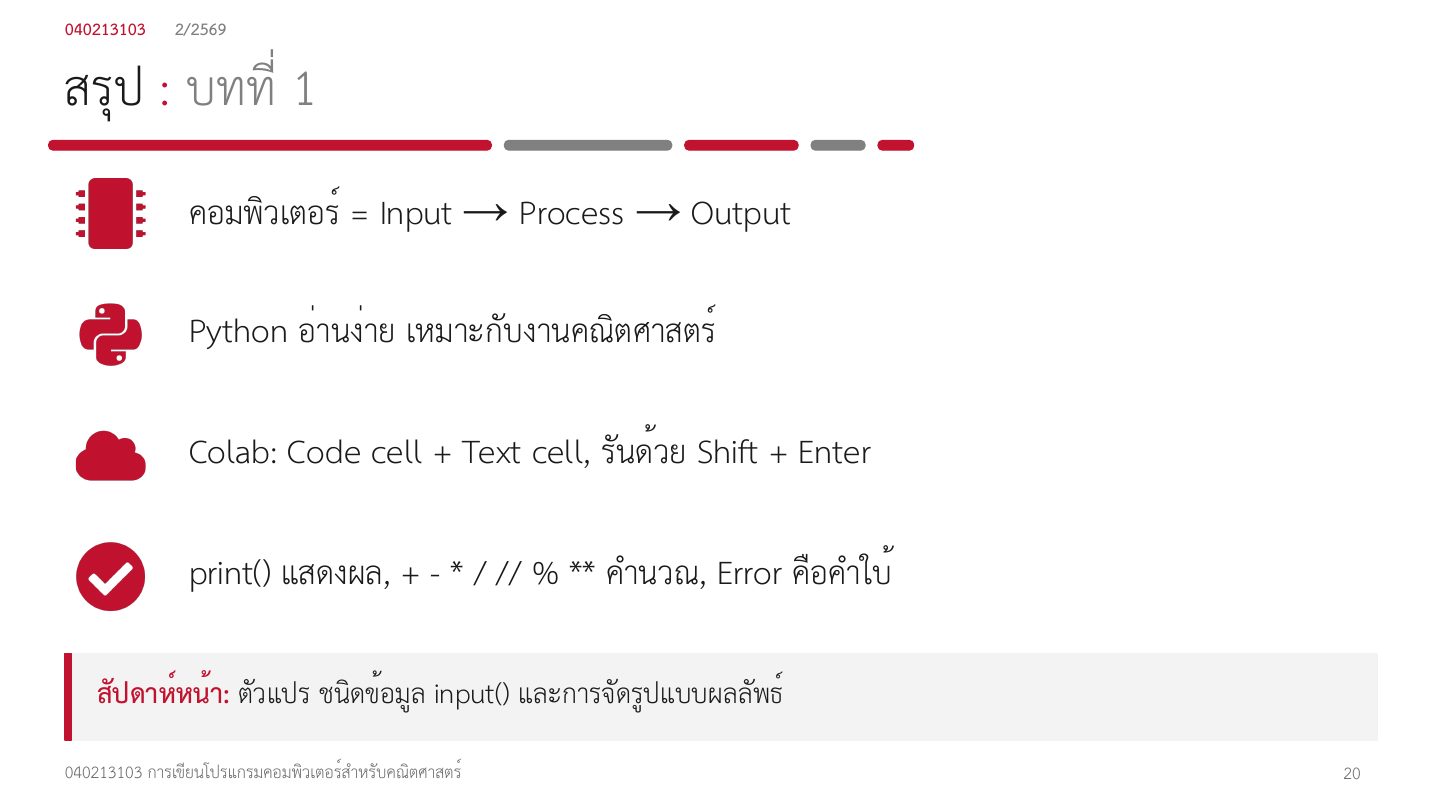 040213103 2/2569
สรุป : บทที่ 1
คอมพิวเตอร์ = Input → Process → Output
Python อ่านง่าย เหมาะกับงานคณิตศาสตร์
Colab: Code cell + Text cell, รันด้วย Shift + Enter
print() แสดงผล, + - * / // % ** คำนวณ, Error คือคำใบ้
สัปดาห์หน้า: ตัวแปร ชนิดข้อมูล input() และการจัดรูปแบบผลลัพธ์
040213103 การเขียนโปรแกรมคอมพิวเตอร์สำหรับคณิตศาสตร์ 20